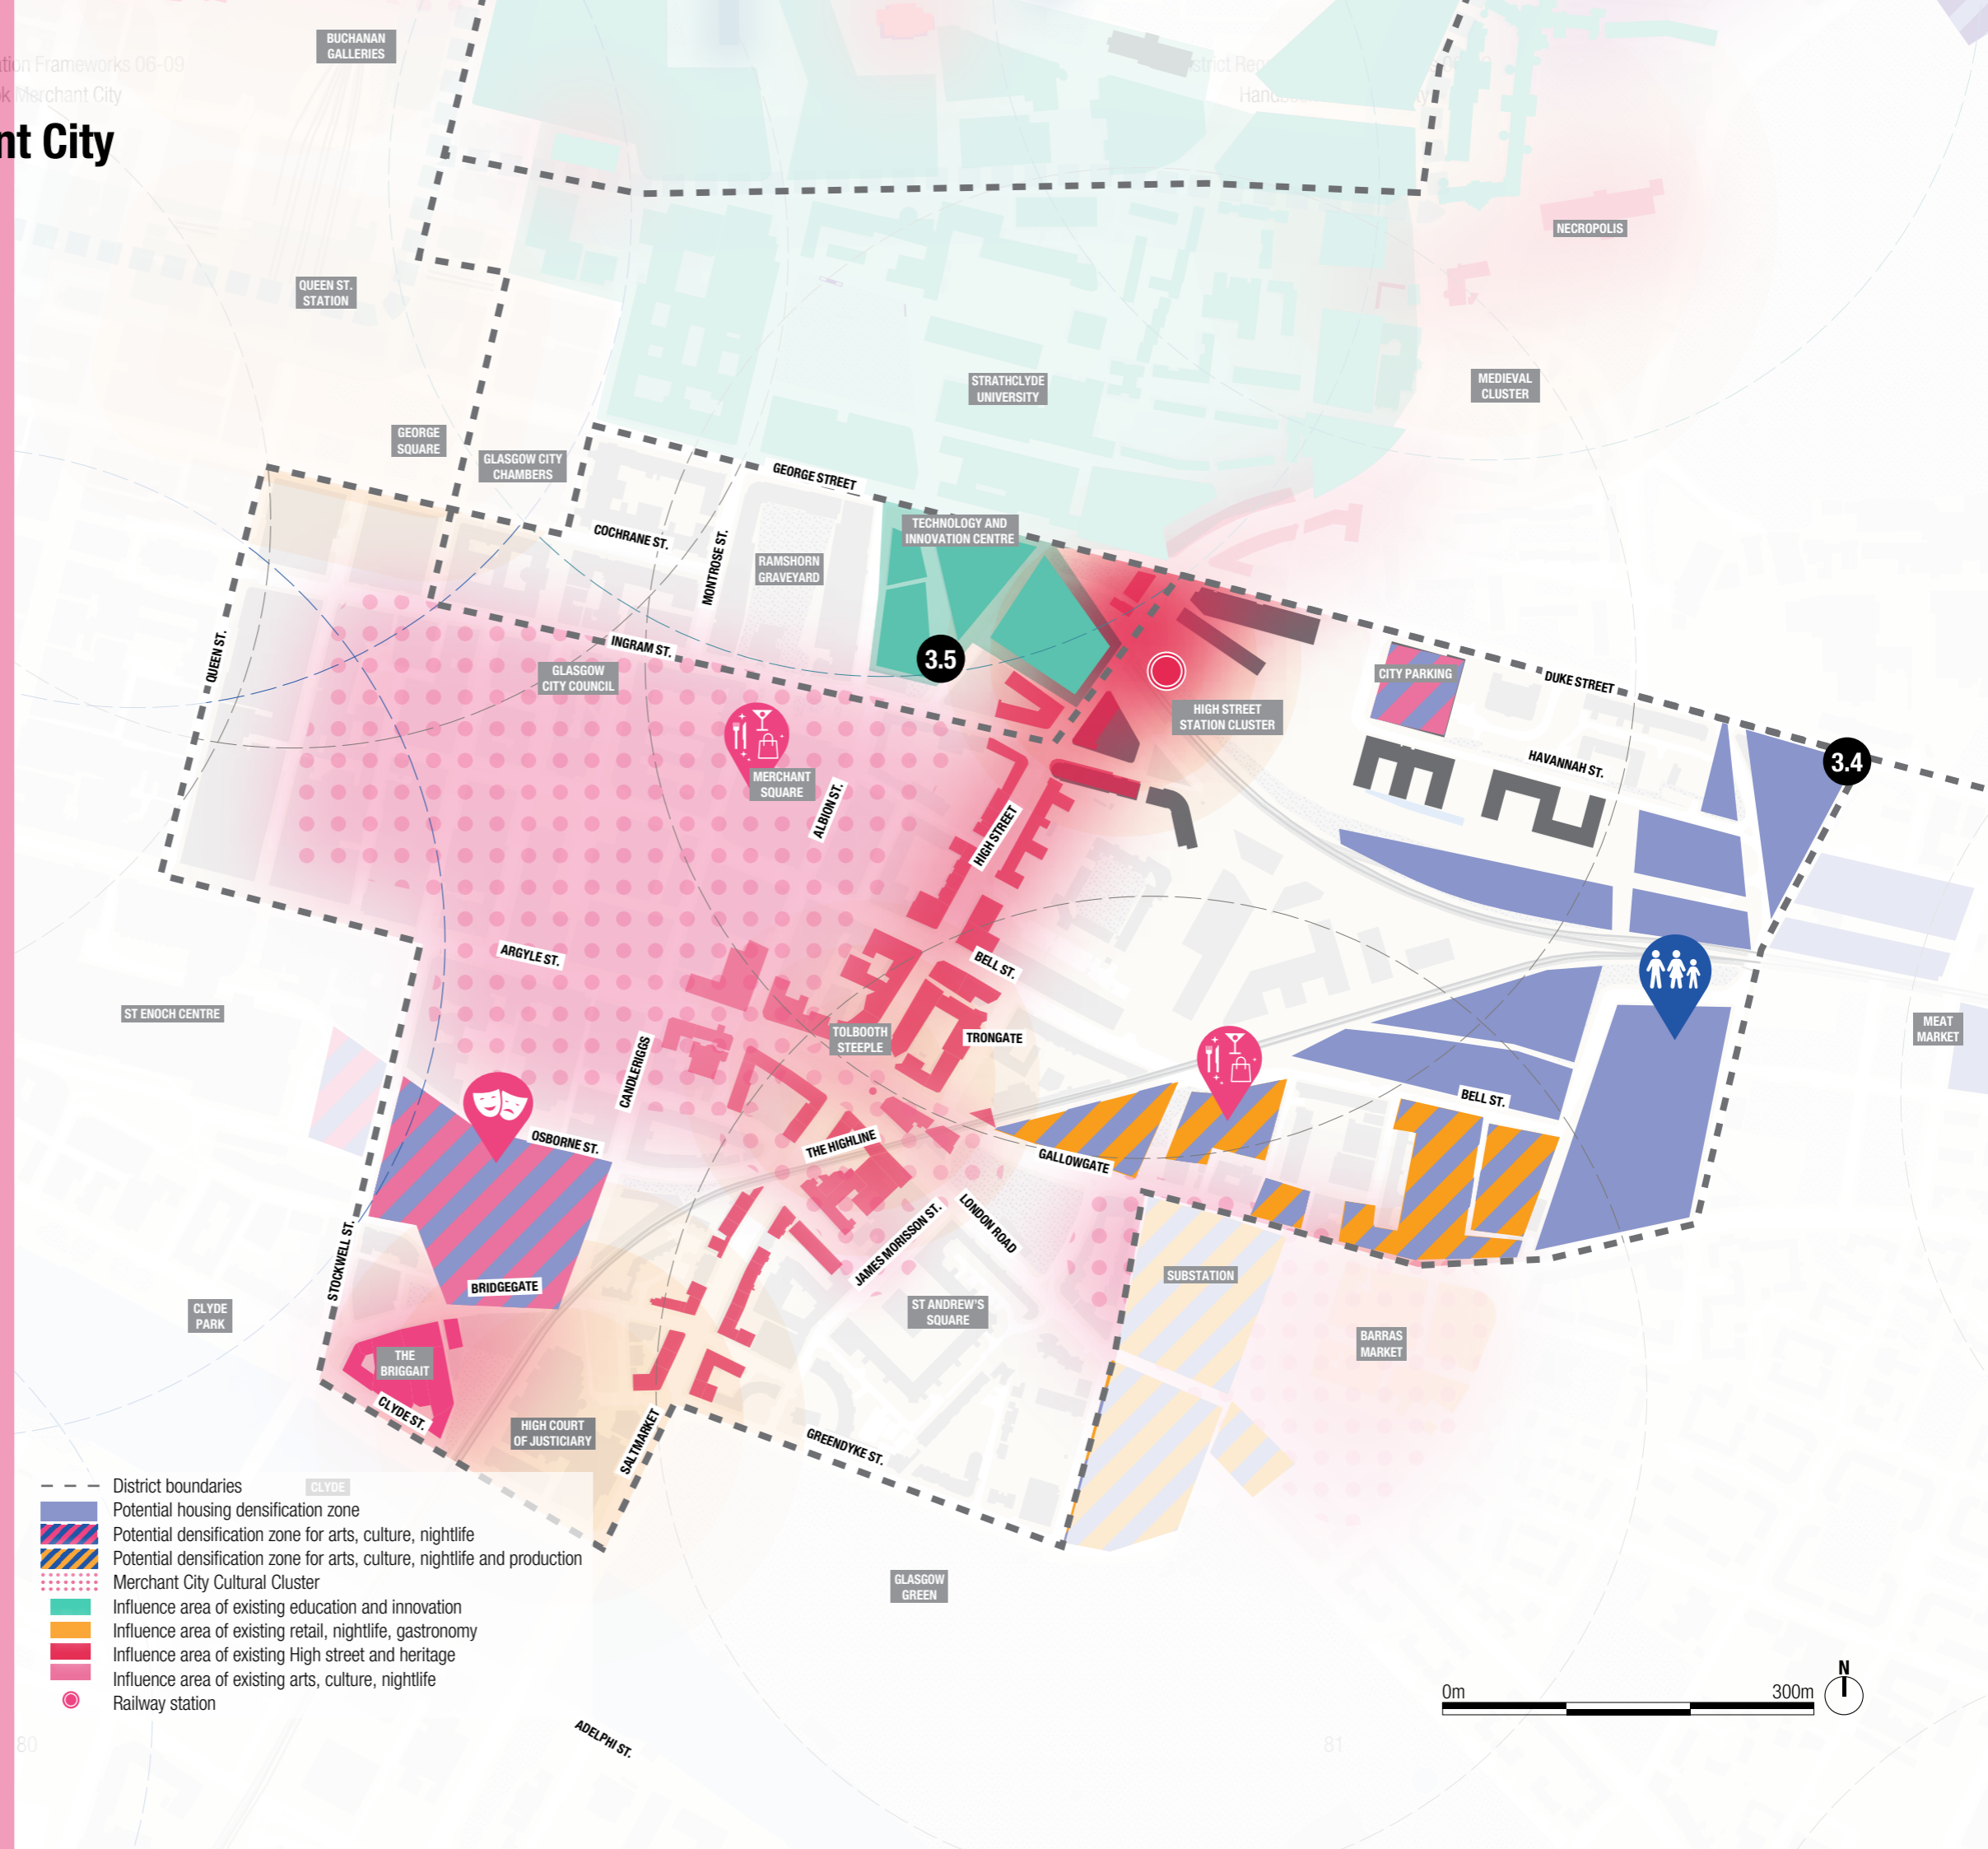 tion Frameworks 06-09
k Merchant City
nt City
BUCHANAN
GALLERIES
QUEEN ST.
STATION
GEORGE
SQUARE
GLASGOW CITY
CHAMBERS
STRATHCLYDE
UNIVERSITY
NECROPOLIS
MEDIEVAL
CLUSTER
GEORGE STREET
COCHRANE ST.
MONTROSE ST.
RAMSHORN
GRAVEYARD
TECHNOLOGY AND
INNOVATION CENTRE
3.5
QUEEN ST.
INGRAM ST.
GLASGOW
CITY COUNCIL
HIGH STREET
STATION CLUSTER
CITY PARKING
DUKE STREET
HAVANNAH ST.
3.4
MERCHANT
SQUARE
ALBION ST.
HIGH STREET
ARGYLE ST.
BELL ST.
ST ENOCH CENTRE
CANDLERIGGS
TOLBOOTH
STEEPLE
TRONGATE
MEAT
MARKET
BELL ST.
OSBORNE ST.
THE HIGHLINE
GALLOWGATE
STOCKWELL ST.
JAMES MORISSON ST.
LONDON ROAD
BRIDGEGATE
SUBSTATION
CLYDE
PARK
ST ANDREW'S
SQUARE
BARRAS
MARKET
THE
BRIGGAIT
CLYDE ST.
HIGH COURT
OF JUSTICIARY
SALTMARKET
GREENDYKE ST.
CLYDE
GLASGOW
GREEN
District boundaries
Potential housing densification zone
Potential densification zone for arts, culture, nightlife
Potential densification zone for arts, culture, nightlife and production
Merchant City Cultural Cluster
Influence area of existing education and innovation
Influence area of existing retail, nightlife, gastronomy
Influence area of existing High street and heritage
Influence area of existing arts, culture, nightlife
Railway station
ADELPHI ST.
0m 300m
N
80
81